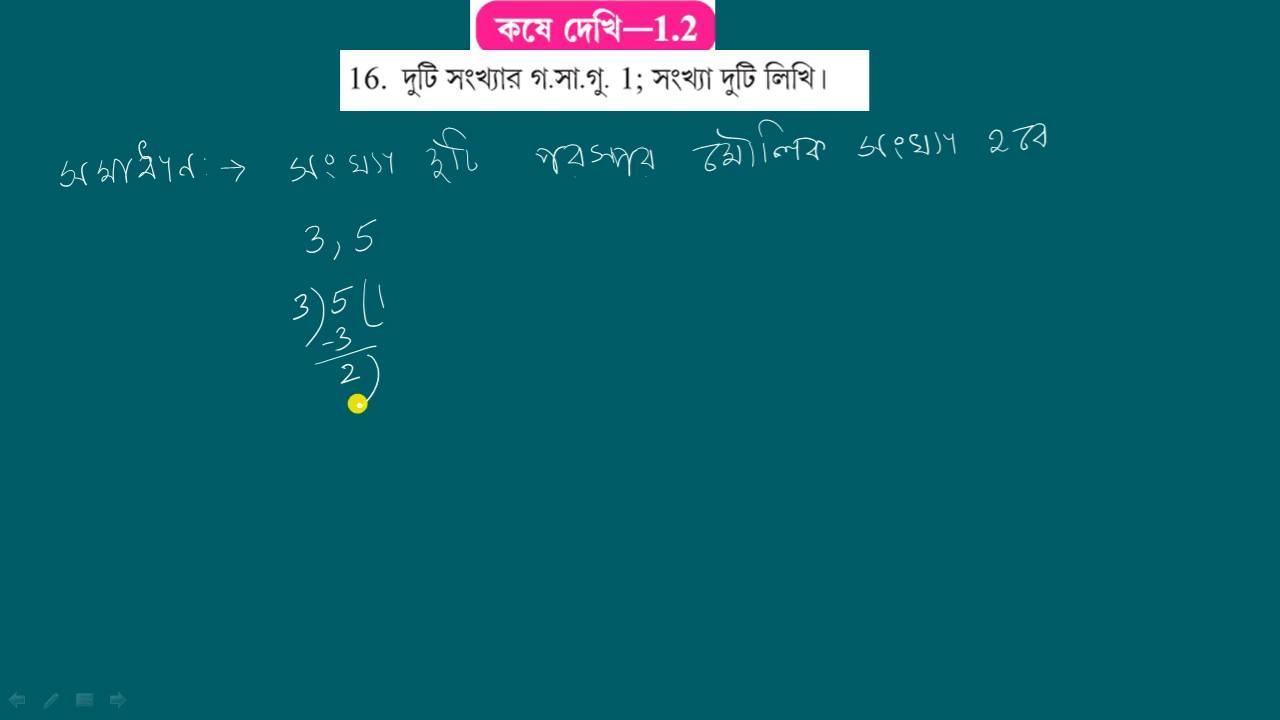 কষে দেখি—1.2
16. দুটি সংখ্যার গ.সা.গু. 1; সংখ্যা দুটি লিখি।
সমাধান:→ সংখ্যা দুটি পরস্পর মৌলিক সংখ্যা হবে
3, 5
3) 5 (1
-3
2)